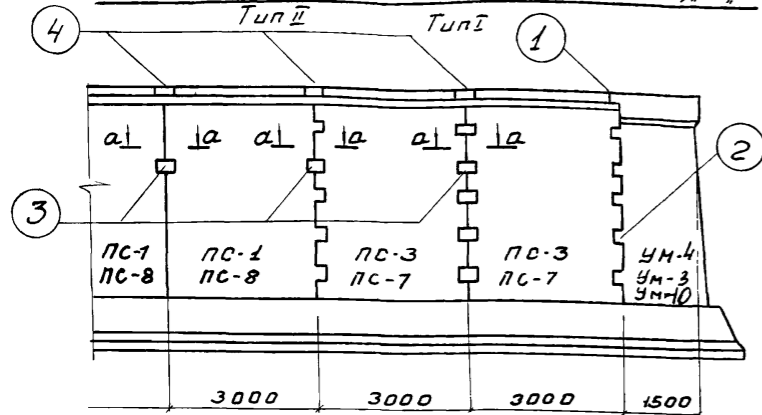 Тип II Тип I
4 1
а а а а а а
2
3
ПС-1 ПС-1 ПС-3 ПС-3 УМ-4
ПС-8 ПС-8 ПС-7 ПС-7 УМ-3
УМ-10
3000 3000 3000 1500